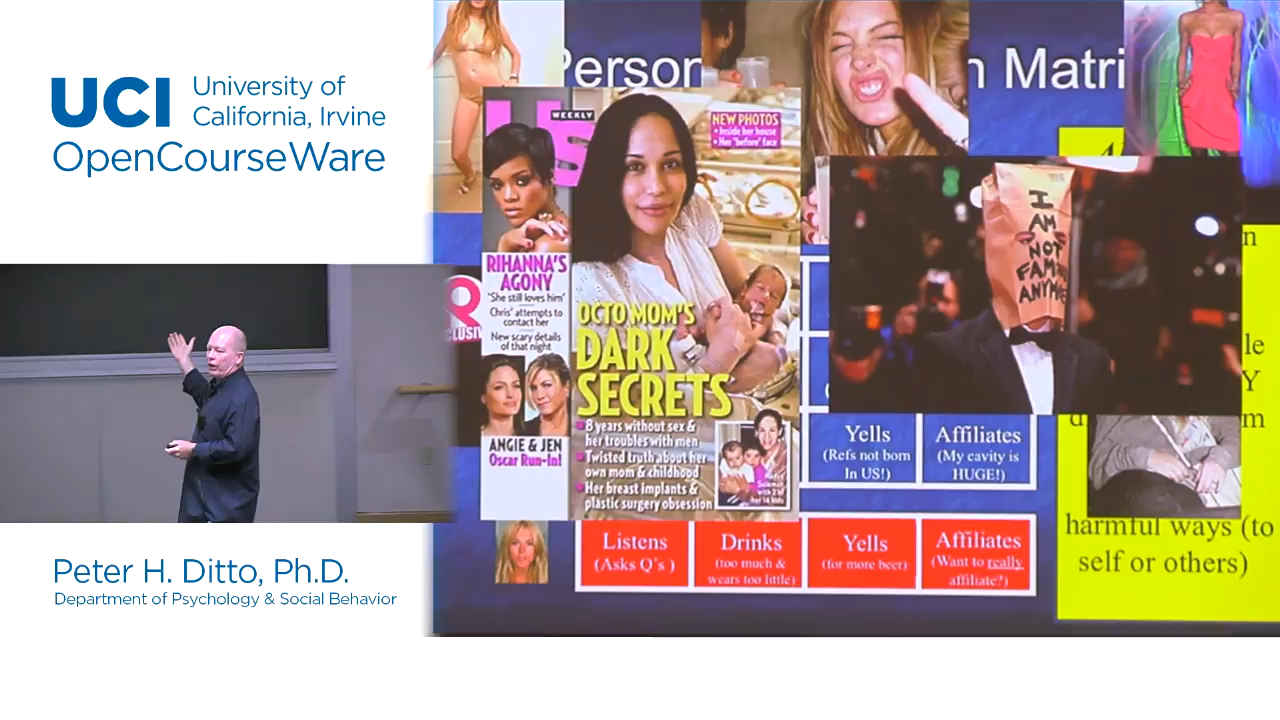 UCI
University of
California, Irvine
OpenCourseWare
Person
n Matri
WEEKLY
Us
NEW PHOTOS
• Inside her house
• Her "before" face
RIHANNA'S
AGONY
"She still loves him"
Chris' attempts to
contact her
New scary details
of that night
OCTO MOM'S
DARK
SECRETS
8 years without sex &
her troubles with men
Twisted truth about her
own mom & childhood
Her breast implants &
plastic surgery obsession
ANGIE & JEN
Oscar Run-In!
I
AM
NOT
n
le
Y
d
m
Yells
(Refs not born
In US!)
Affiliates
(My cavity is
HUGE!)
harmful ways (to
self or others)
Listens
(Asks Q's )
Drinks
(too much &
wears too little)
Yells
(for more beer)
Affiliates
(Want to really
affiliate?)
Peter H. Ditto, Ph.D.
Department of Psychology & Social Behavior